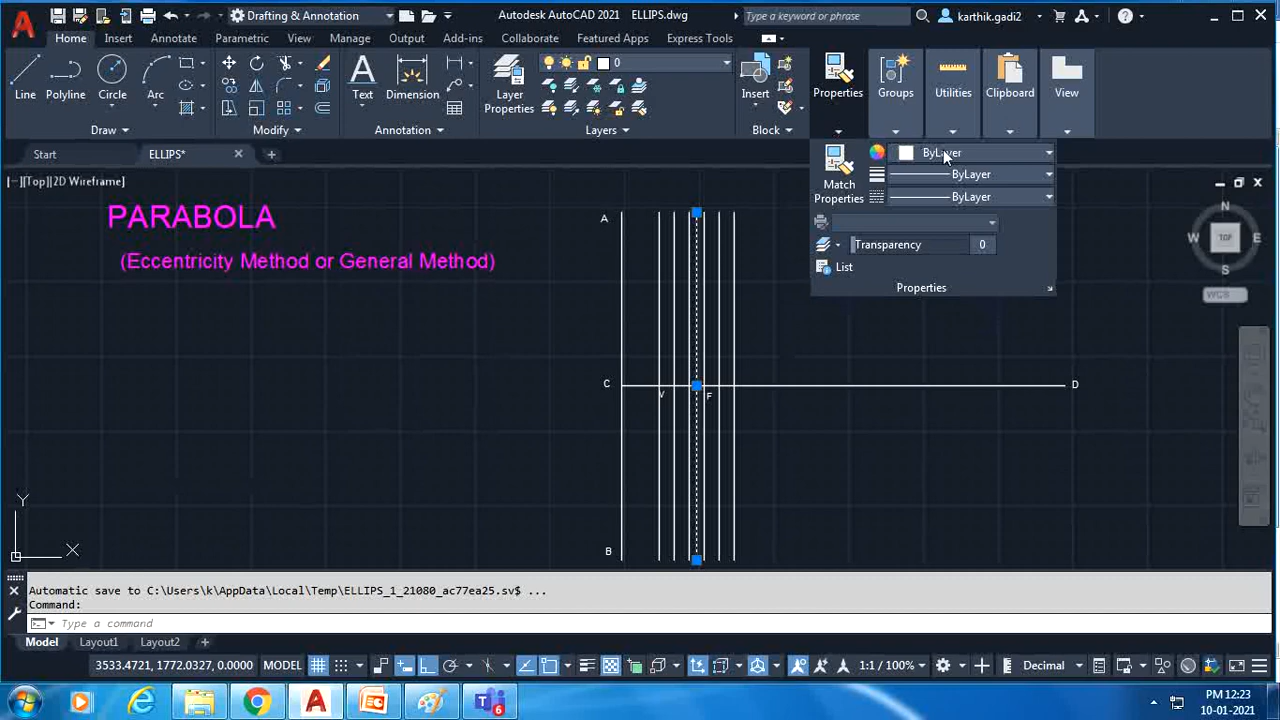 Drafting & Annotation
Autodesk AutoCAD 2021 ELLIPS.dwg
Type a keyword or phrase
karthik.gadi2
Home Insert Annotate Parametric View Manage Output Add-ins Collaborate Featured Apps Express Tools
Line Polyline Circle Arc
Text Dimension
Layer Properties
0
Insert
Properties Groups Utilities Clipboard View
Draw Modify Annotation Layers Block
Start ELLIPS*
ByLayer
ByLayer
ByLayer
Match Properties
Transparency 0
List
Properties
[−][Top][2D Wireframe]
N
W TOP E
S
WCS
PARABOLA
(Eccentricity Method or General Method)
A
C V F D
B
Y
X
Automatic save to C:\Users\k\AppData\Local\Temp\ELLIPS_1_21080_ac77ea25.sv$ ...
Command:
Type a command
Model Layout1 Layout2 +
3533.4721, 1772.0327, 0.0000 MODEL 1:1 / 100% Decimal
6
PM 12:23
10-01-2021